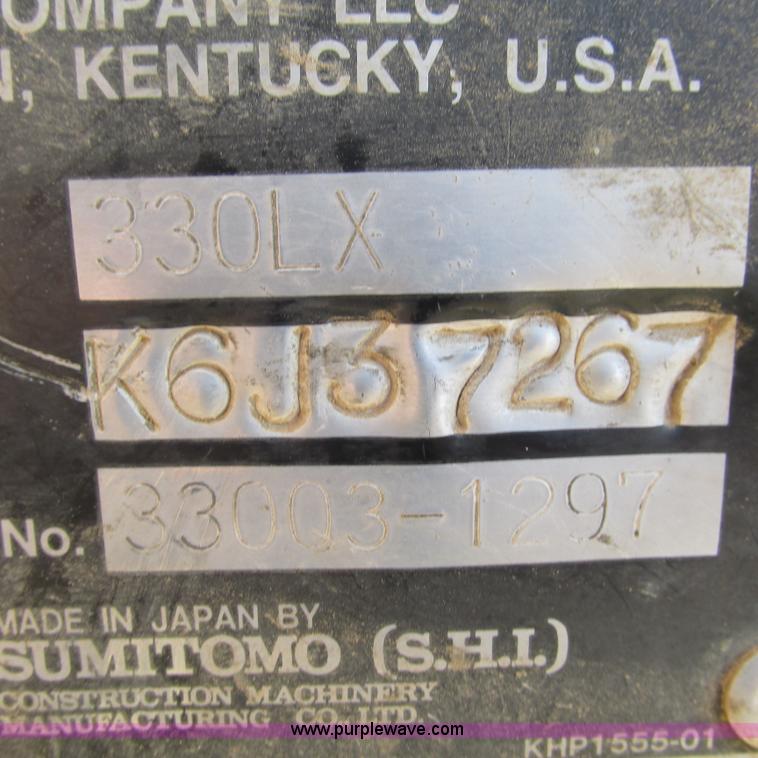 COMPANY LLC
N, KENTUCKY, U.S.A.
330LX
K6J37267
No. 330Q3-1297
MADE IN JAPAN BY
SUMITOMO (S.H.I.)
CONSTRUCTION MACHINERY
MANUFACTURING CO., LTD.
www.purplewave.com
KHP1555-01